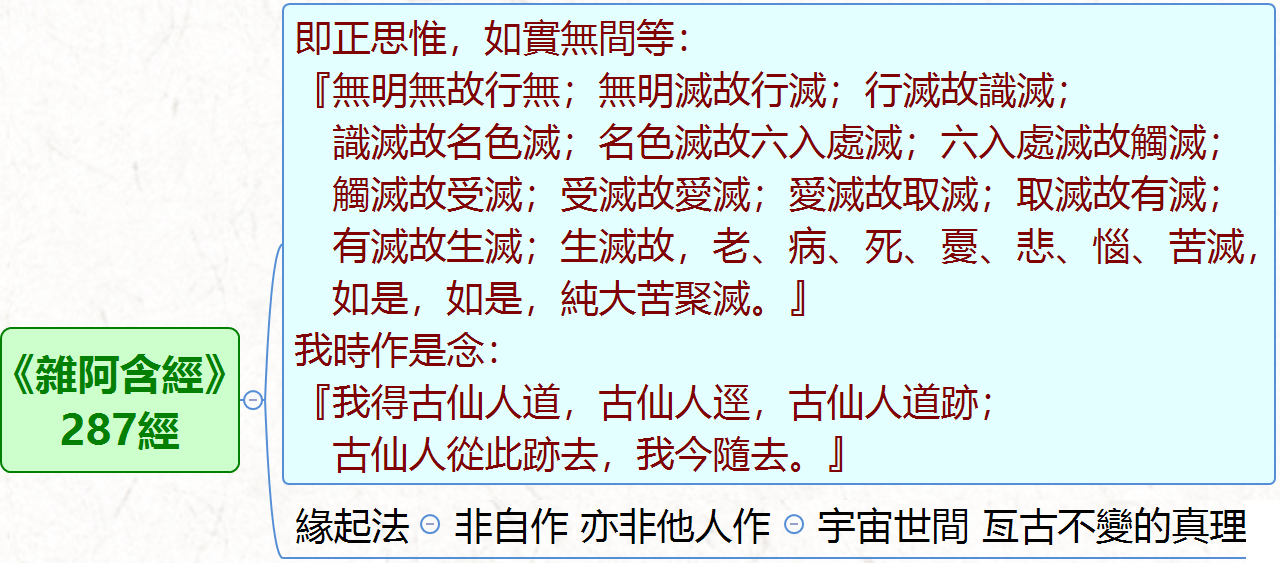 即正思惟，如實無間等：
『無明無故行無；無明滅故行滅；行滅故識滅；
識滅故名色滅；名色滅故六入處滅；六入處滅故觸滅；
觸滅故受滅；受滅故愛滅；愛滅故取滅；取滅故有滅；
有滅故生滅；生滅故，老、病、死、憂、悲、惱、苦滅，
如是，如是，純大苦聚滅。』
我時作是念：
『我得古仙人道，古仙人逕，古仙人道跡；
古仙人從此跡去，我今隨去。』
《雜阿含經》
287經
緣起法 非自作 亦非他人作 宇宙世間 亙古不變的真理